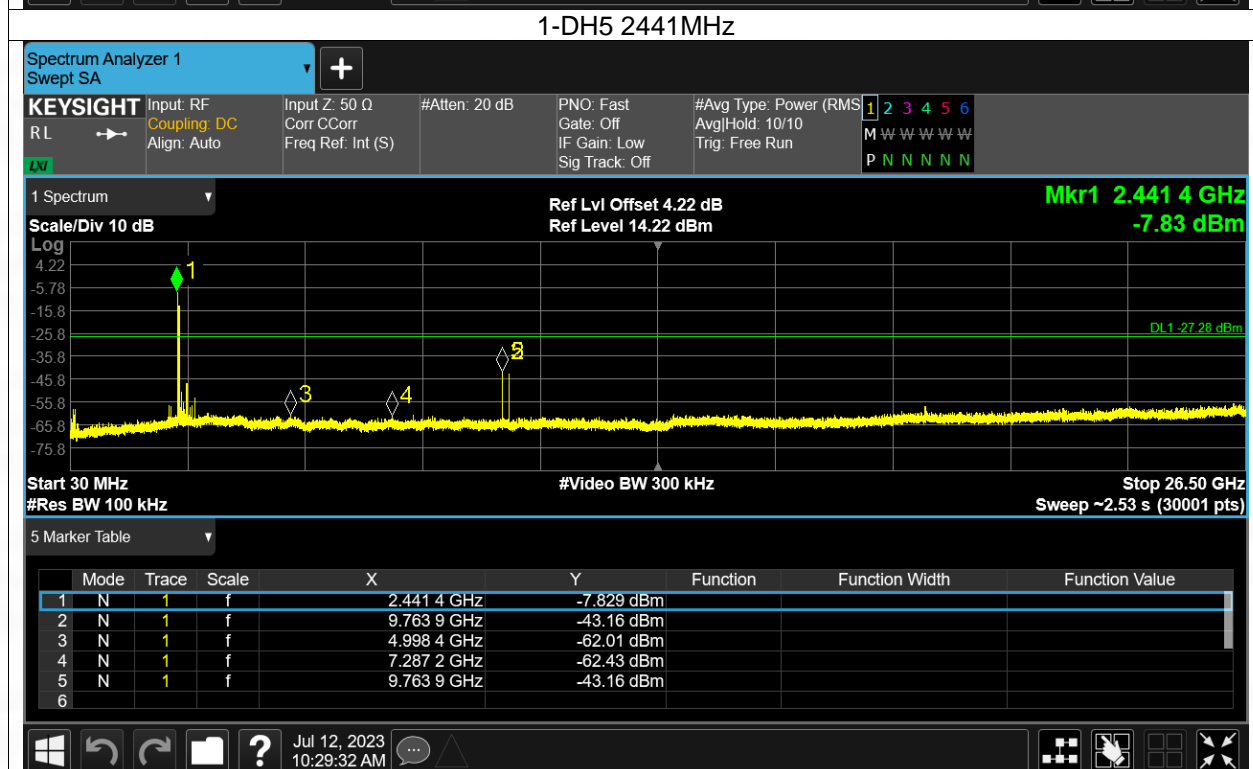 1-DH5 2441MHz
Spectrum Analyzer 1
Swept SA
+
KEYSIGHT
R L
LXI
Input: RF
Coupling: DC
Align: Auto
Input Z: 50 Ω
Corr CCorr
Freq Ref: Int (S)
#Atten: 20 dB
PNO: Fast
Gate: Off
IF Gain: Low
Sig Track: Off
#Avg Type: Power (RMS
Avg|Hold: 10/10
Trig: Free Run
1 2 3 4 5 6
M W W W W W
P N N N N N
1 Spectrum
Scale/Div 10 dB
Ref Lvl Offset 4.22 dB
Ref Level 14.22 dBm
Mkr1 2.441 4 GHz
-7.83 dBm
Log
4.22
-5.78
-15.8
-25.8
-35.8
-45.8
-55.8
-65.8
-75.8
1
DL1 -27.28 dBm
3
4
Start 30 MHz
#Video BW 300 kHz
Stop 26.50 GHz
#Res BW 100 kHz
Sweep ~2.53 s (30001 pts)
5 Marker Table
Mode Trace Scale X Y Function Function Width Function Value
1 N 1 f 2.441 4 GHz -7.829 dBm
2 N 1 f 9.763 9 GHz -43.16 dBm
3 N 1 f 4.998 4 GHz -62.01 dBm
4 N 1 f 7.287 2 GHz -62.43 dBm
5 N 1 f 9.763 9 GHz -43.16 dBm
6
?
Jul 12, 2023
10:29:32 AM